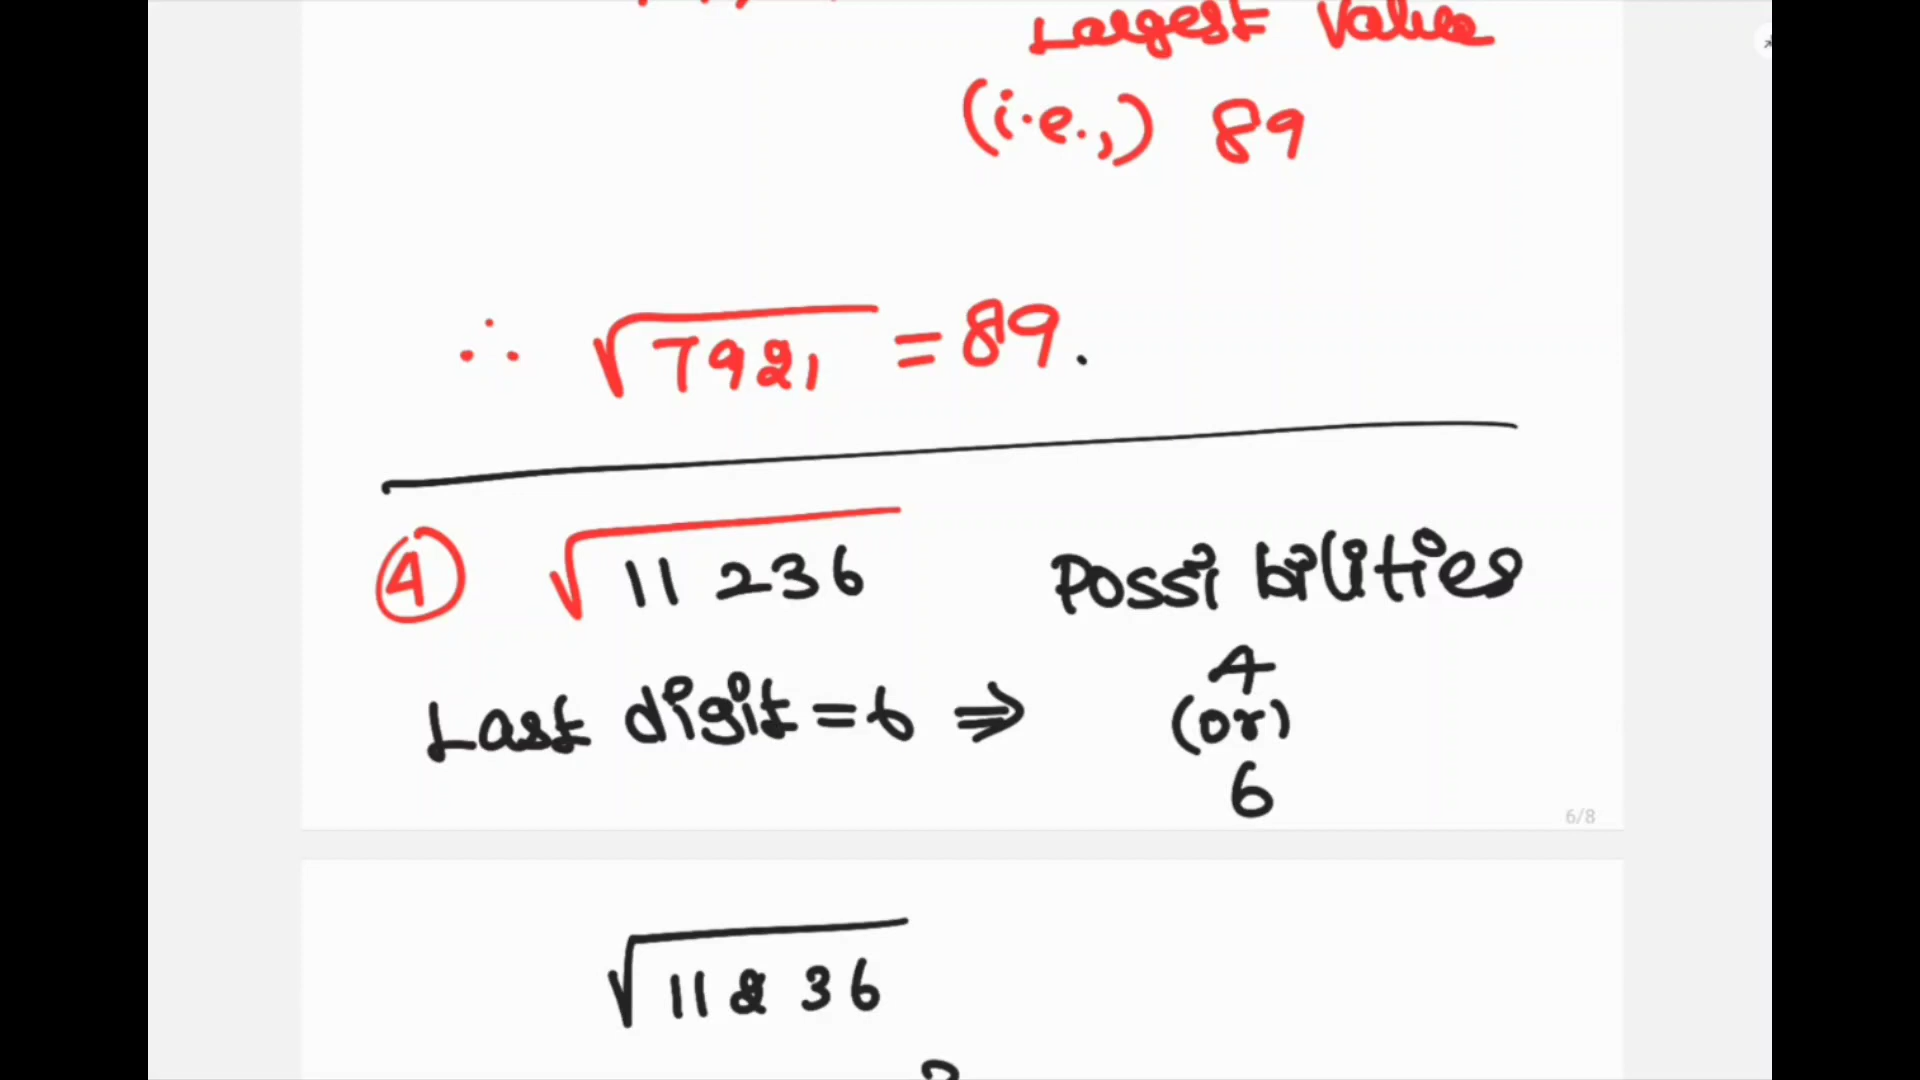 Largest Value
(i.e.,) 89
∴ √7921 = 89.
④ √11236 Possibilities
Last digit = 6 ⇒ 4
(or)
6
6/8
√11236